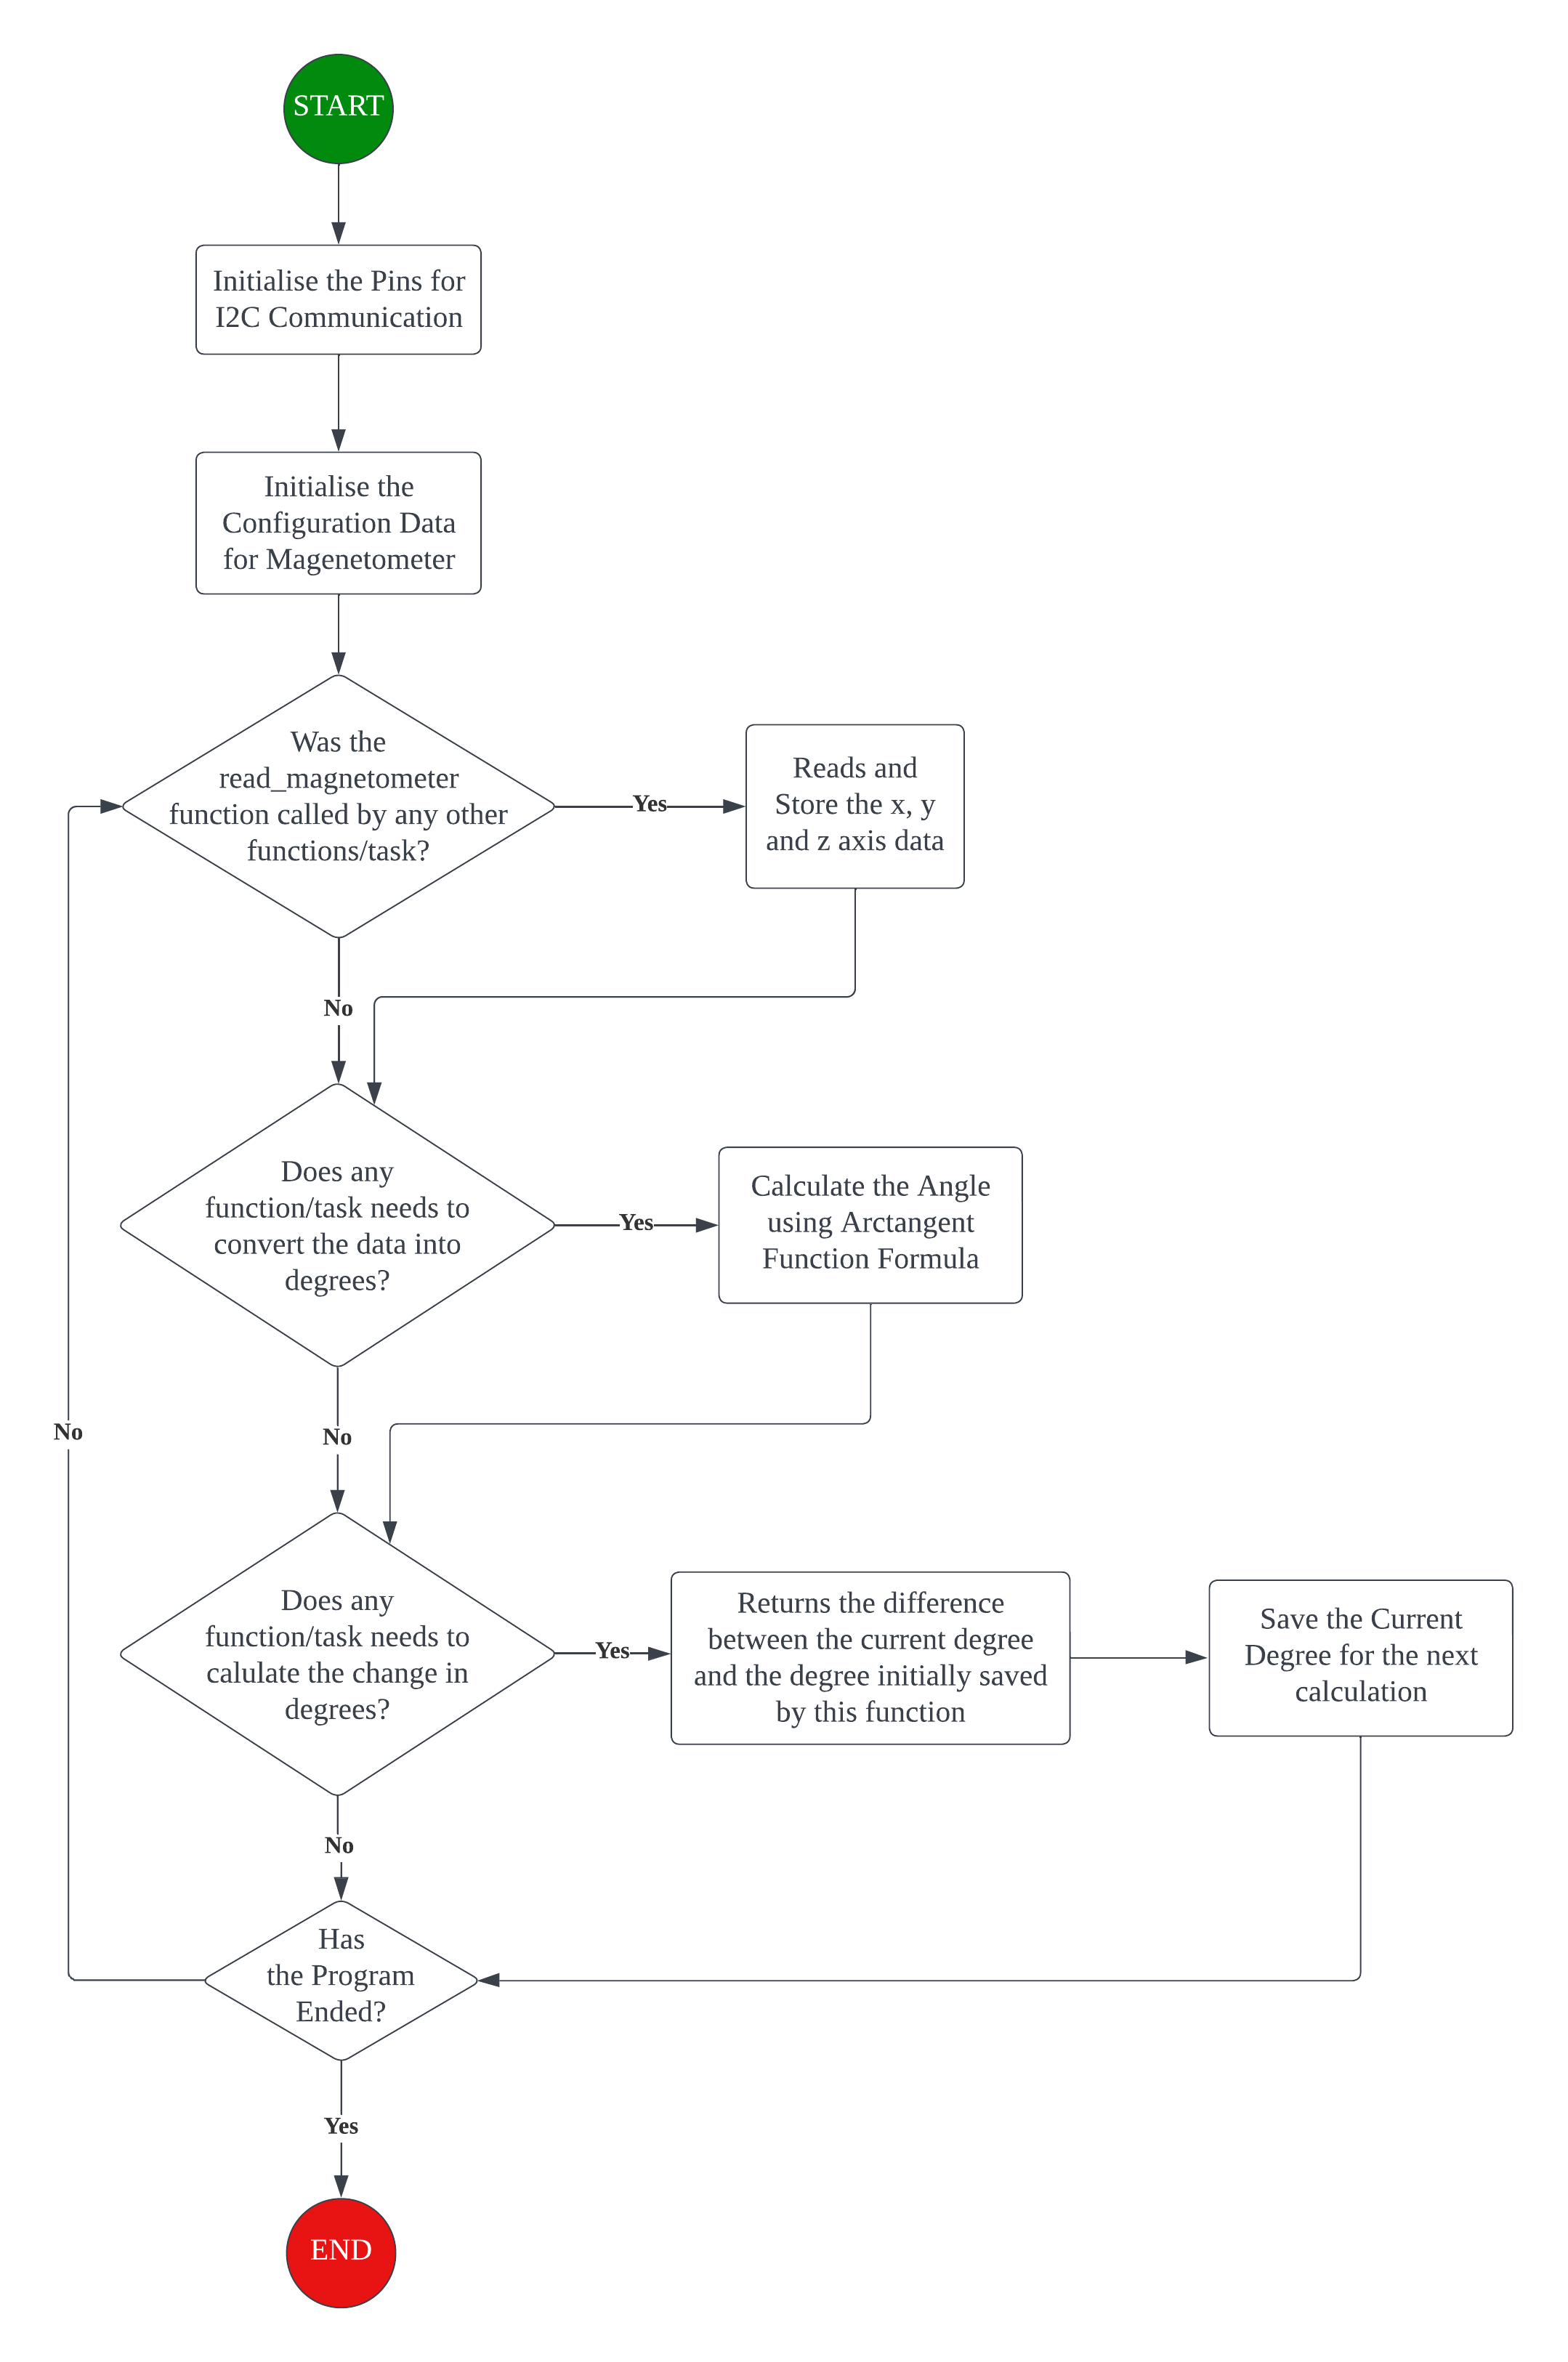 START
Initialise the Pins for
I2C Communication
Initialise the
Configuration Data
for Magenetometer
Was the
read_magnetometer
function called by any other
functions/task?
Yes
Reads and
Store the x, y
and z axis data
No
Does any
function/task needs to
convert the data into
degrees?
Yes
Calculate the Angle
using Arctangent
Function Formula
No
No
Does any
function/task needs to
calulate the change in
degrees?
Yes
Returns the difference
between the current degree
and the degree initially saved
by this function
Save the Current
Degree for the next
calculation
No
Has
the Program
Ended?
Yes
END